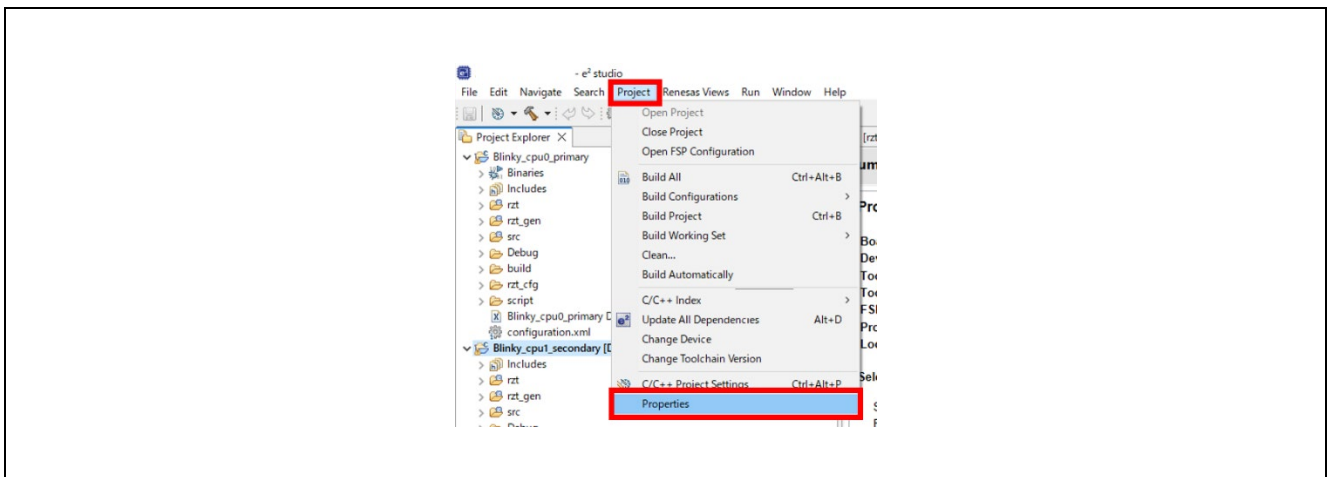 - e² studio
File Edit Navigate Search Project Renesas Views Run Window Help
Open Project
Project Explorer
Close Project
[rzt
Open FSP Configuration
Blinky_cpu0_primary
Binaries
Build All Ctrl+Alt+B
Includes
Build Configurations
rzt
Build Project Ctrl+B
rzt_gen
Build Working Set
src
Clean...
Debug
Build Automatically
build
rzt_cfg
C/C++ Index
script
Update All Dependencies Alt+D
Blinky_cpu0_primary D
Change Device
configuration.xml
Change Toolchain Version
Blinky_cpu1_secondary [D
Includes
C/C++ Project Settings Ctrl+Alt+P
rzt
Properties
rzt_gen
src
Debug